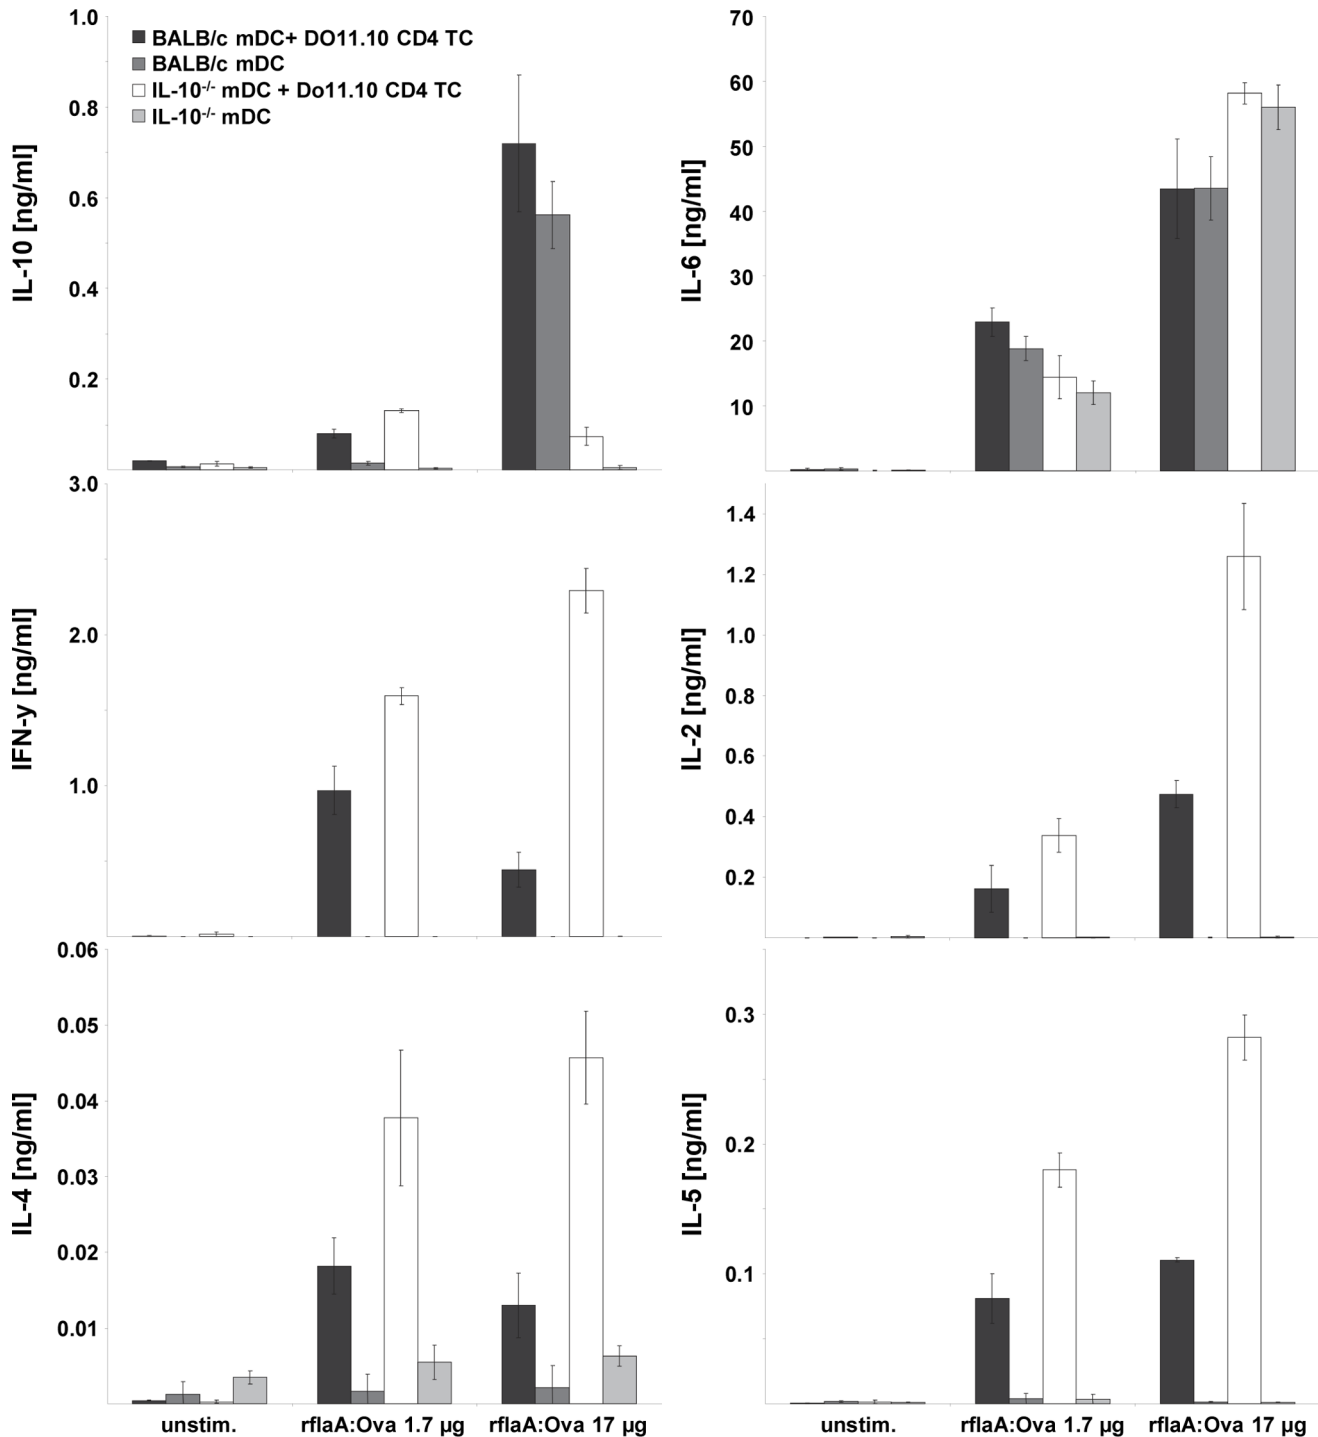 1.0
BALB/c mDC+ DO11.10 CD4 TC
BALB/c mDC
IL-10-/- mDC + Do11.10 CD4 TC
IL-10-/- mDC
0.8
0.6
0.4
0.2
IL-10 [ng/ml]
70
60
50
40
30
20
10
IL-6 [ng/ml]
3.0
2.0
1.0
IFN-y [ng/ml]
1.4
1.2
1.0
0.8
0.6
0.4
0.2
IL-2 [ng/ml]
0.06
0.05
0.04
0.03
0.02
0.01
IL-4 [ng/ml]
unstim.
rflaA:Ova 1.7 µg
rflaA:Ova 17 µg
0.3
0.2
0.1
IL-5 [ng/ml]
unstim.
rflaA:Ova 1.7 µg
rflaA:Ova 17 µg